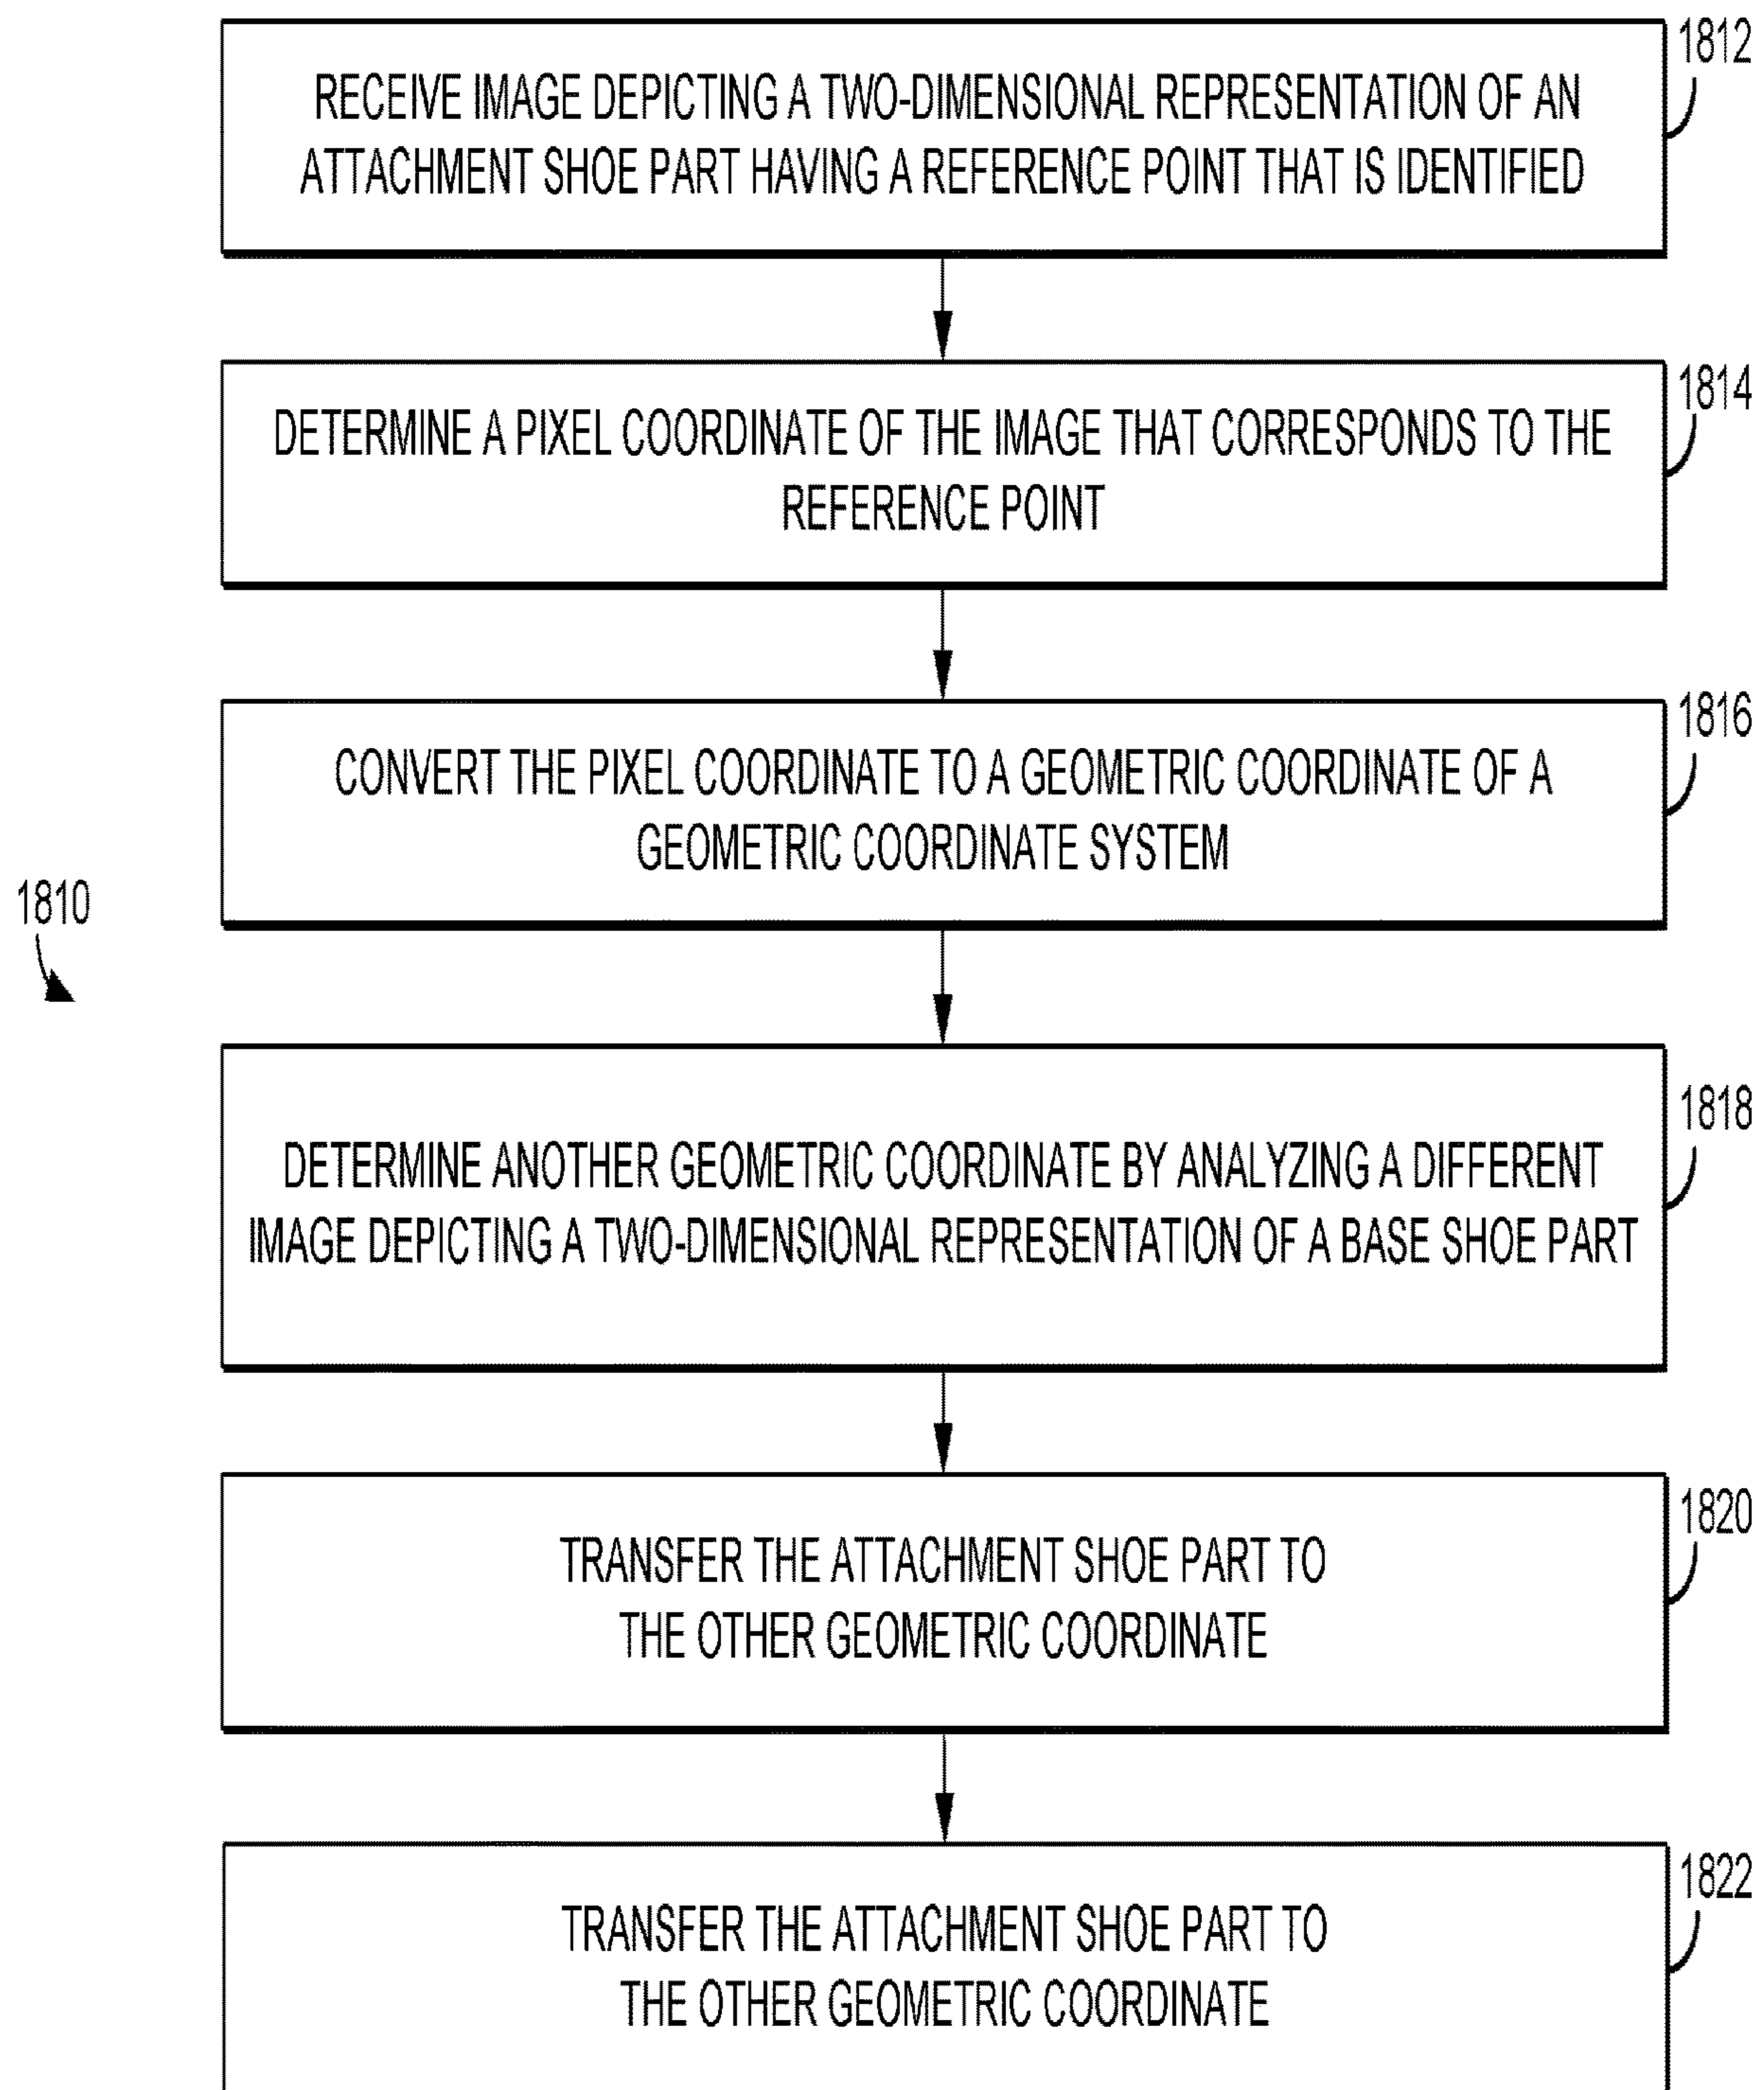 1812
RECEIVE IMAGE DEPICTING A TWO-DIMENSIONAL REPRESENTATION OF AN
ATTACHMENT SHOE PART HAVING A REFERENCE POINT THAT IS IDENTIFIED
1814
DETERMINE A PIXEL COORDINATE OF THE IMAGE THAT CORRESPONDS TO THE
REFERENCE POINT
1816
CONVERT THE PIXEL COORDINATE TO A GEOMETRIC COORDINATE OF A
GEOMETRIC COORDINATE SYSTEM
1810
1818
DETERMINE ANOTHER GEOMETRIC COORDINATE BY ANALYZING A DIFFERENT
IMAGE DEPICTING A TWO-DIMENSIONAL REPRESENTATION OF A BASE SHOE PART
1820
TRANSFER THE ATTACHMENT SHOE PART TO
THE OTHER GEOMETRIC COORDINATE
1822
TRANSFER THE ATTACHMENT SHOE PART TO
THE OTHER GEOMETRIC COORDINATE